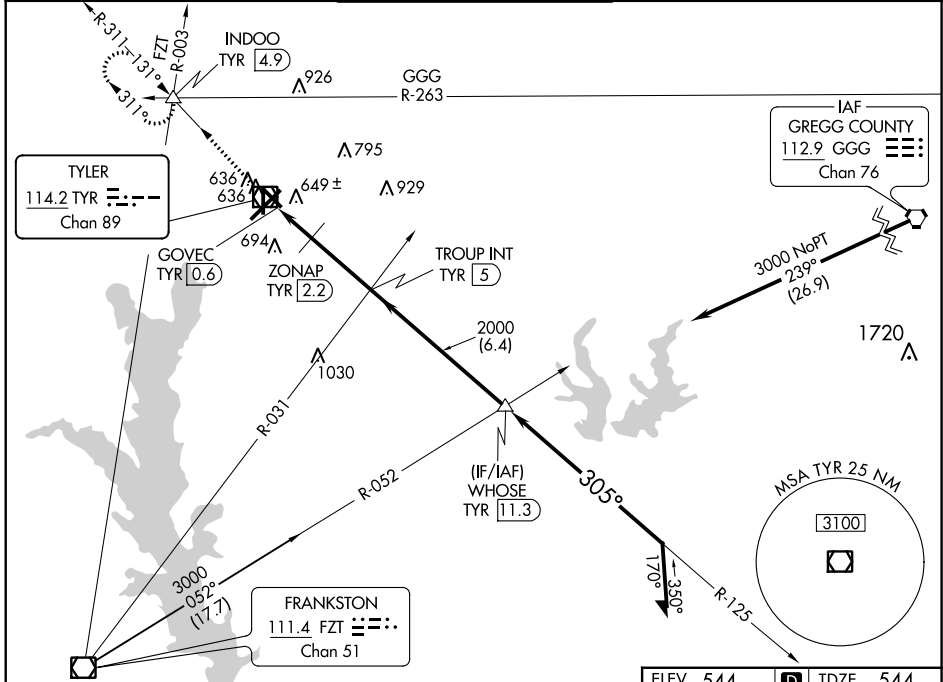 R-311
131°
FZT
R-003
INDOO
TYR 4.9
926
GGG
R-263
311°
IAF
GREGG COUNTY
112.9 GGG
Chan 76
795
TYLER
114.2 TYR
Chan 89
636
636
649 ±
929
694
GOVEC
TYR 0.6
ZONAP
TYR 2.2
TROUP INT
TYR 5
3000 NoPT
239°
(26.9)
2000
(6.4)
1720
1030
R-031
R-052
(IF/IAF)
WHOSE
TYR 11.3
305°
MSA TYR 25 NM
3100
170°
350°
R-125
3000
052°
(17.7)
FRANKSTON
111.4 FZT
Chan 51
ELEV 544 D TDZE 544